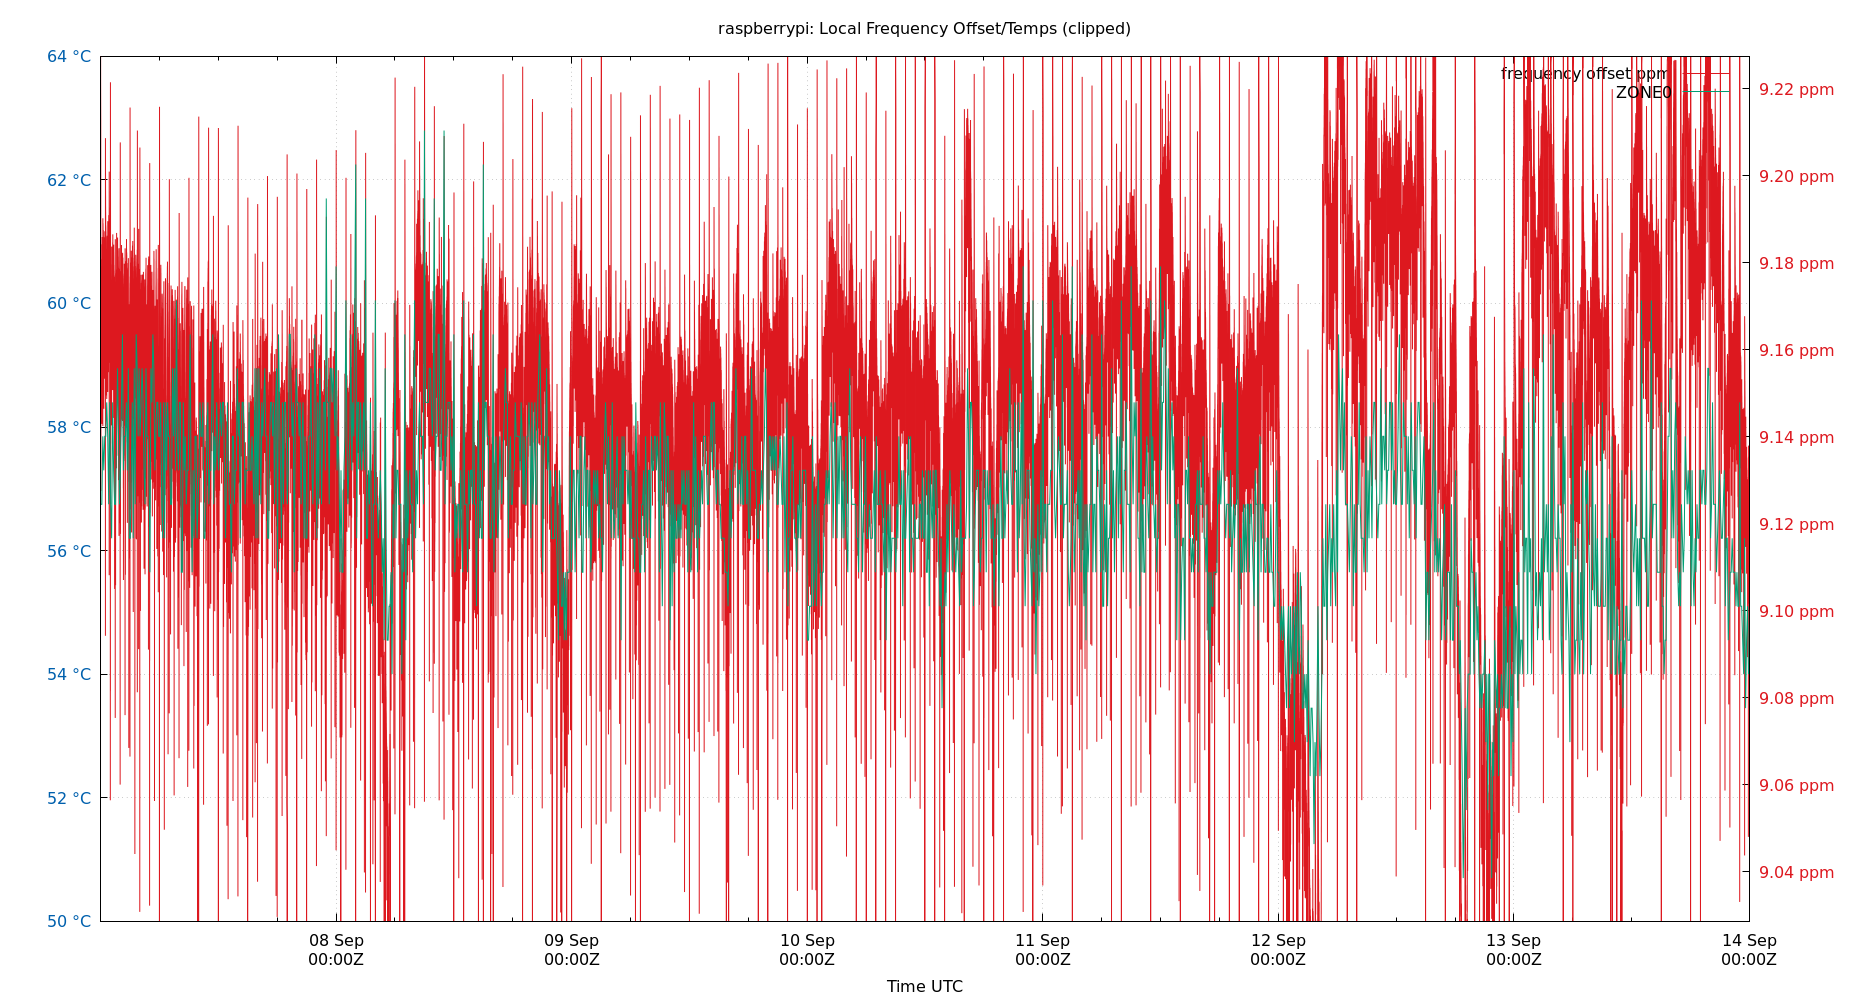 raspberrypi: Local Frequency Offset/Temps (clipped)
64 °C
62 °C
60 °C
58 °C
56 °C
54 °C
52 °C
50 °C
frequency offset ppm
ZONE0
9.22 ppm
9.20 ppm
9.18 ppm
9.16 ppm
9.14 ppm
9.12 ppm
9.10 ppm
9.08 ppm
9.06 ppm
9.04 ppm
08 Sep
00:00Z
09 Sep
00:00Z
10 Sep
00:00Z
11 Sep
00:00Z
12 Sep
00:00Z
13 Sep
00:00Z
14 Sep
00:00Z
Time UTC